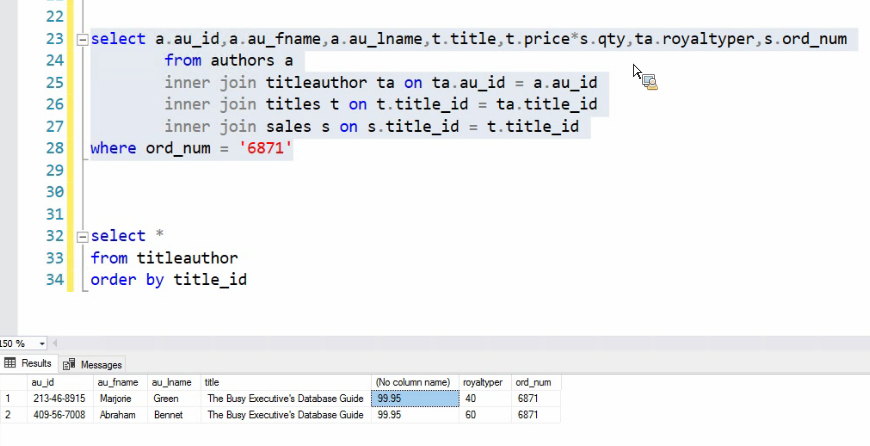 22
23 select a.au_id,a.au_fname,a.au_lname,t.title,t.price*s.qty,ta.royaltyper,s.ord_num
24 from authors a
25 inner join titleauthor ta on ta.au_id = a.au_id
26 inner join titles t on t.title_id = ta.title_id
27 inner join sales s on s.title_id = t.title_id
28 where ord_num = '6871'
29
30
31
32 select *
33 from titleauthor
34 order by title_id
150 %
Results Messages
au_id au_fname au_lname title (No column name) royaltyper ord_num
1 213-46-8915 Marjorie Green The Busy Executive's Database Guide 99.95 40 6871
2 409-56-7008 Abraham Bennet The Busy Executive's Database Guide 99.95 60 6871